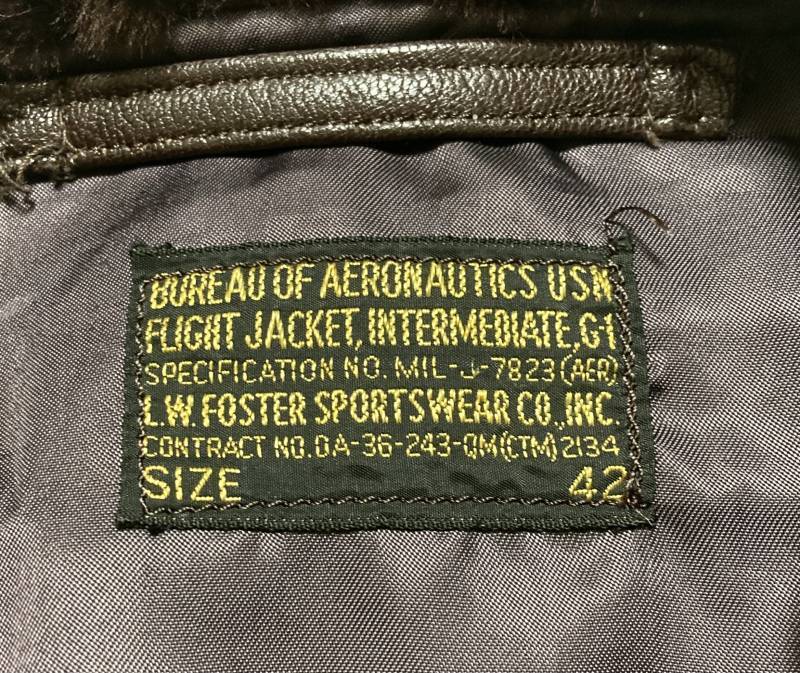 BUREAU OF AERONAUTICS USN
FLIGHT JACKET, INTERMEDIATE, G-1
SPECIFICATION NO. MIL-J-7823 (AER)
L.W. FOSTER SPORTSWEAR CO., INC.
CONTRACT NO. DA-36-243-QM(CTM) 2134
SIZE 42